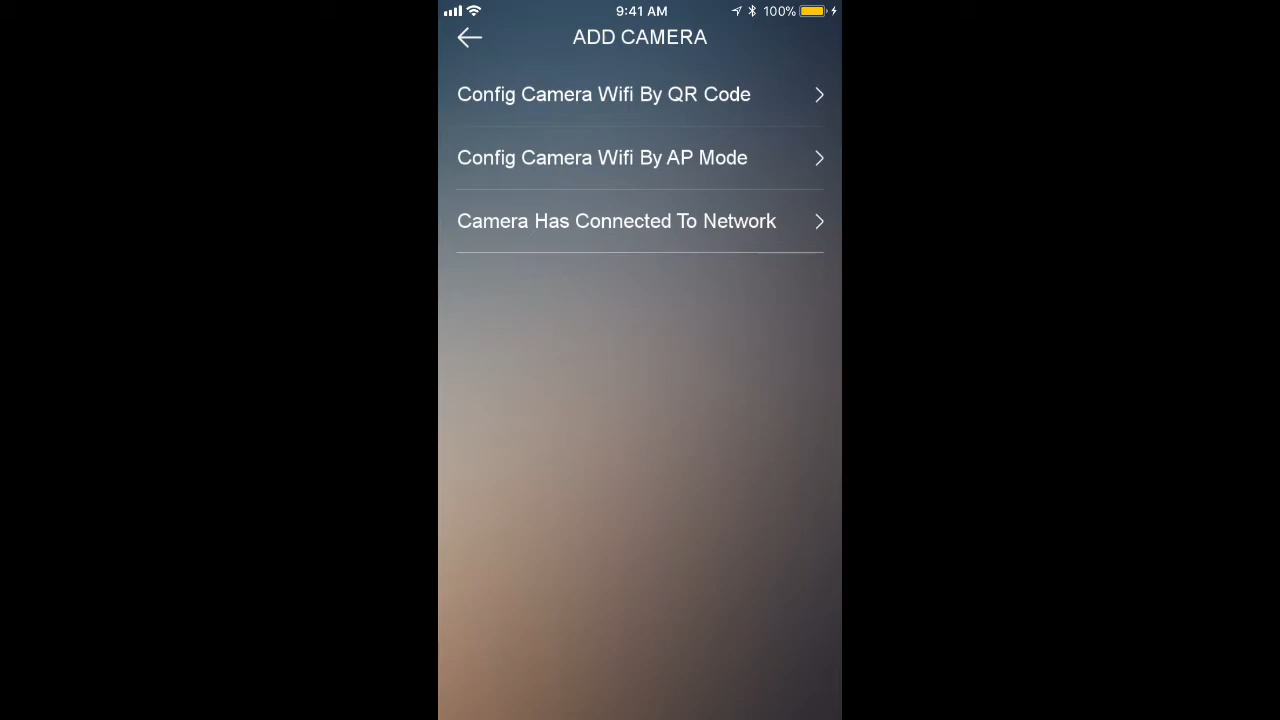 9:41 AM 100%
ADD CAMERA
Config Camera Wifi By QR Code
Config Camera Wifi By AP Mode
Camera Has Connected To Network